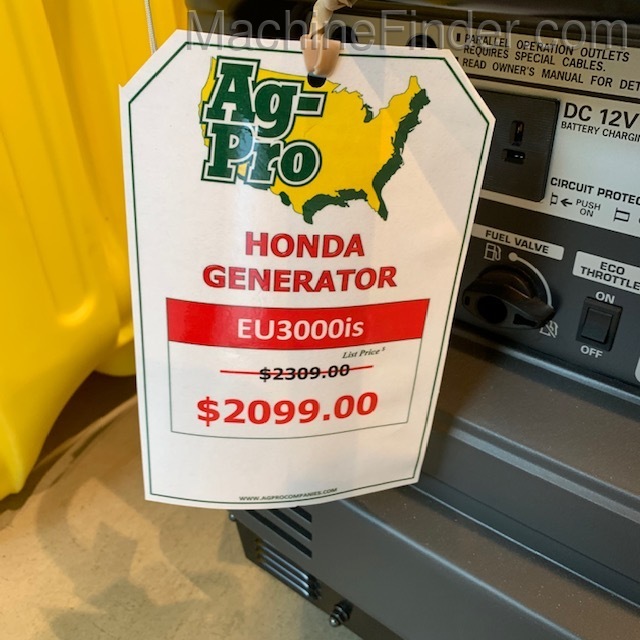 MachineFinder.com
PARALLEL OPERATION OUTLETS
REQUIRES SPECIAL CABLES.
READ OWNER'S MANUAL FOR DET
DC 12V
BATTERY CHARGI
CIRCUIT PROTEC
PUSH
ON
FUEL VALVE
ECO
THROTTLE
ON
OFF
Ag-
Pro
HONDA
GENERATOR
EU3000is
List Price
$2309.00
$2099.00
WWW.AGPROCOMPANIES.COM